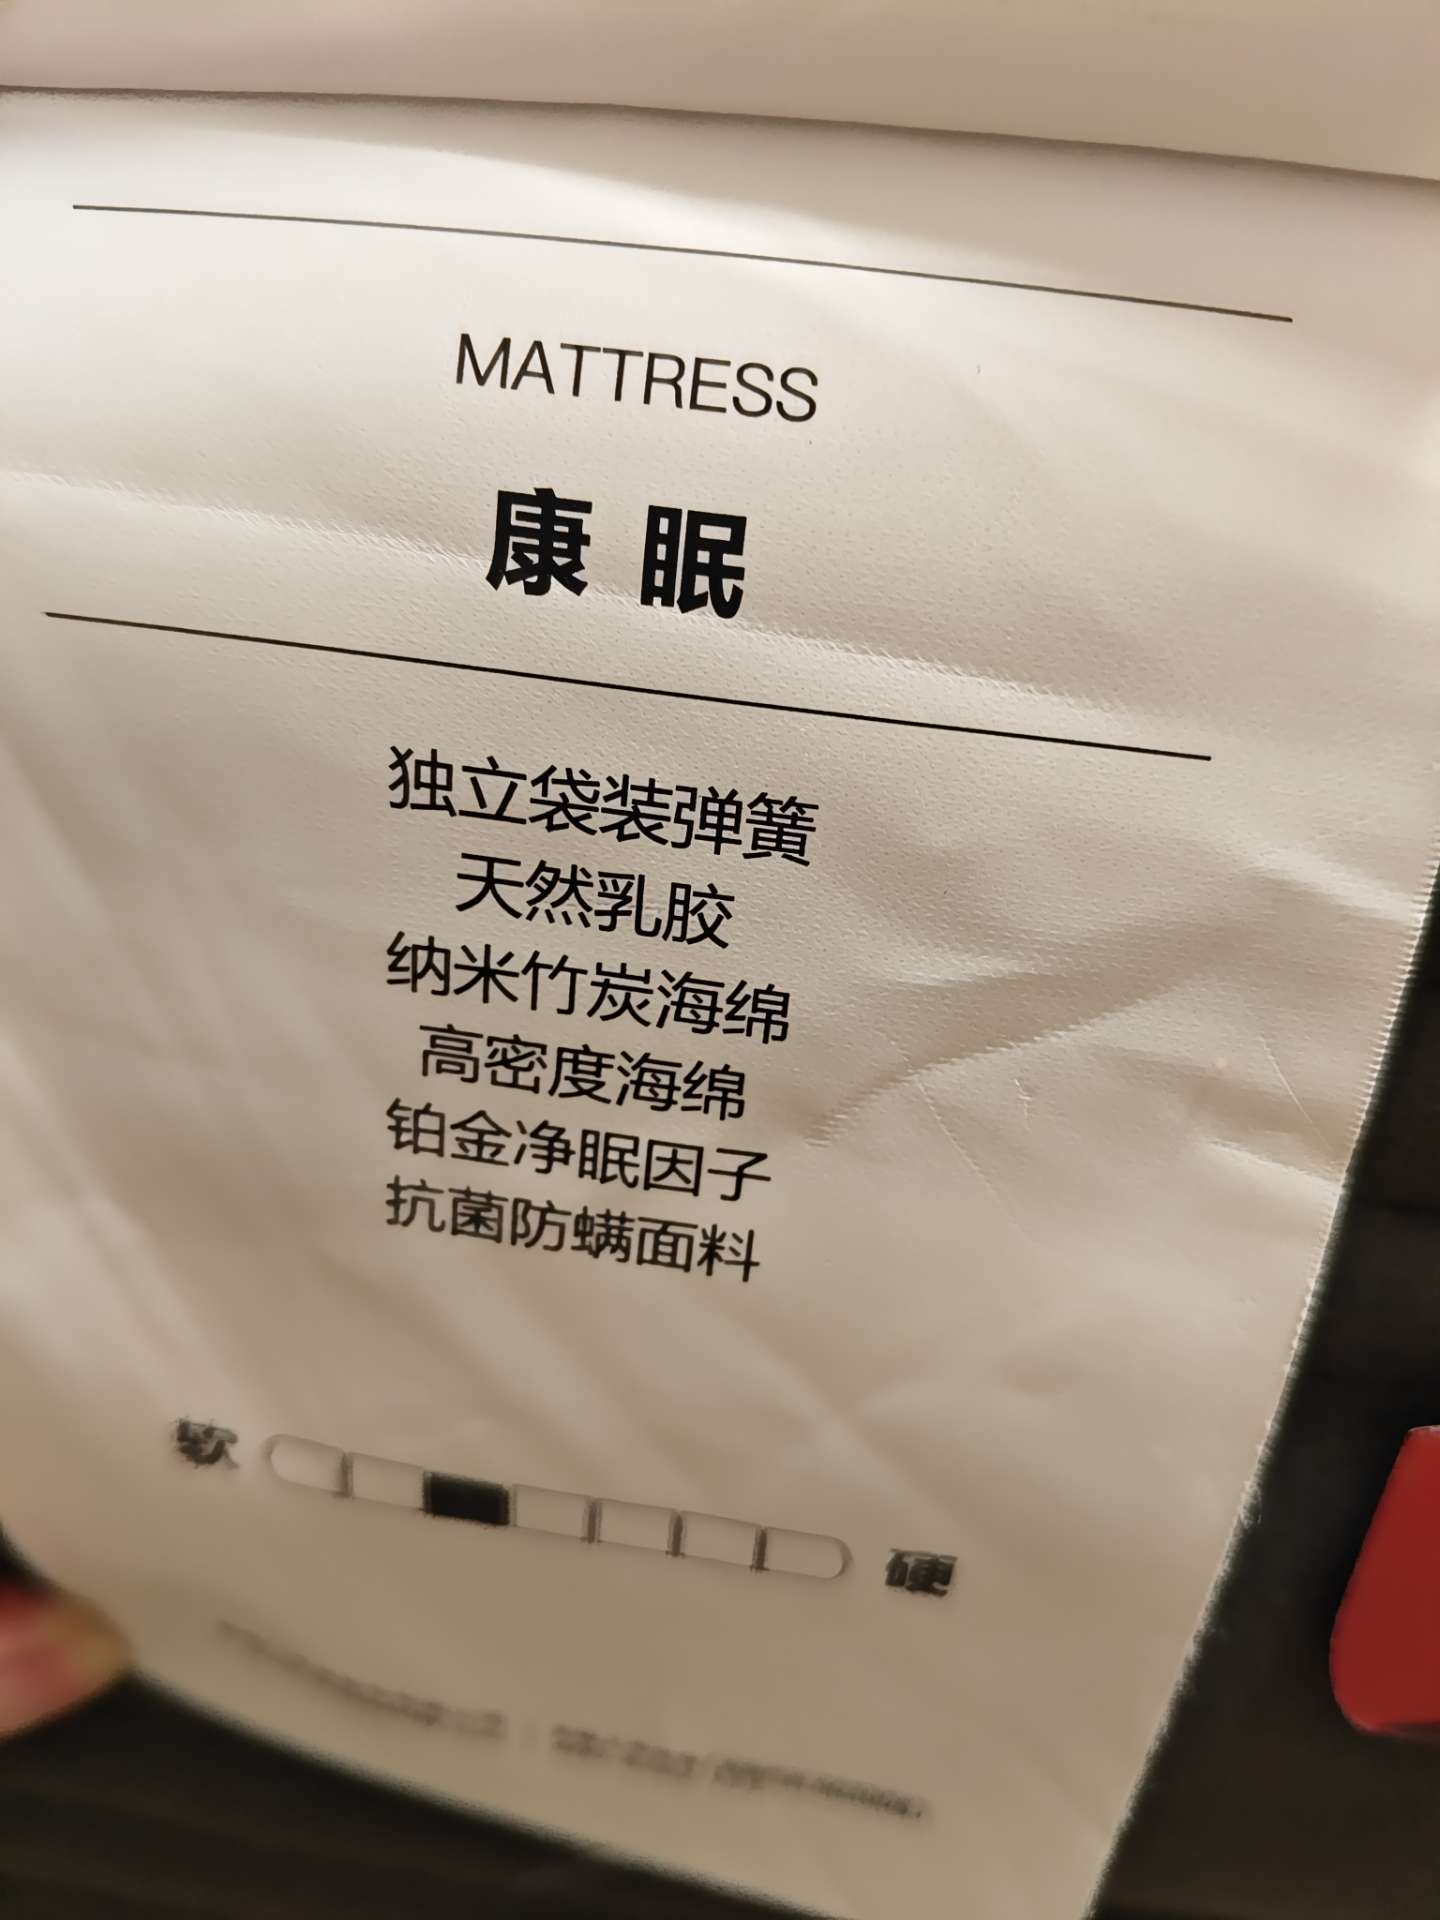 MATTRESS
康眠
独立袋装弹簧
天然乳胶
纳米竹炭海绵
高密度海绵
铂金净眠因子
抗菌防螨面料
软 硬